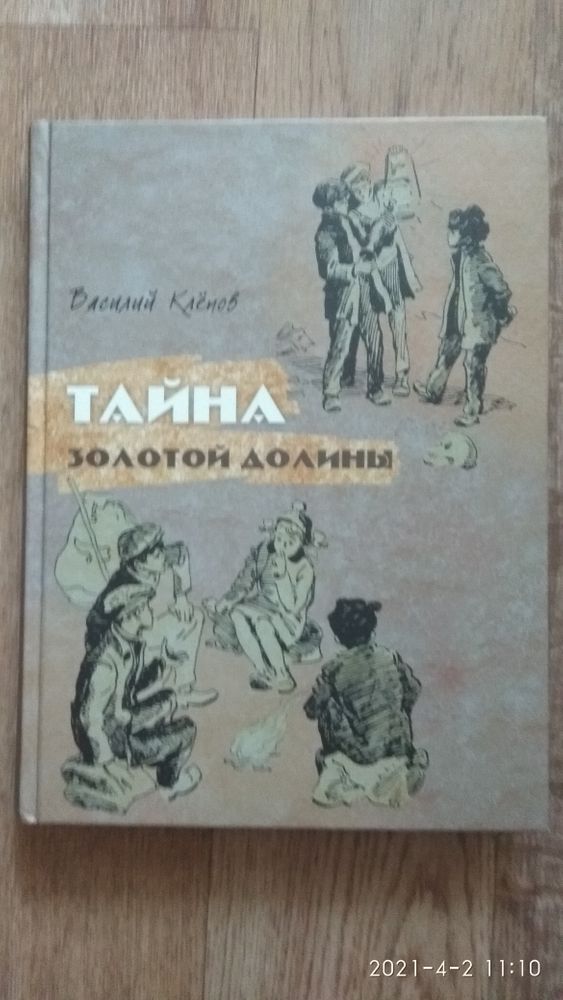 Василий Клёпов
ТАЙНА
ЗОЛОТОЙ ДОЛИНЫ
2021-4-2 11:10